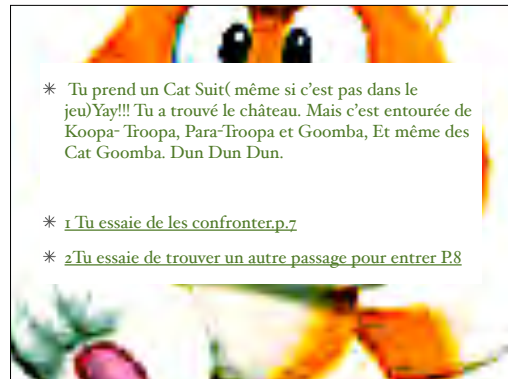 ✳ Tu prend un Cat Suit( même si c'est pas dans le
jeu)Yay!!! Tu a trouvé le château. Mais c'est entourée de
Koopa- Troopa, Para-Troopa et Goomba, Et même des
Cat Goomba. Dun Dun Dun.
✳ 1 Tu essaie de les confronter.p.7
✳ 2Tu essaie de trouver un autre passage pour entrer P.8